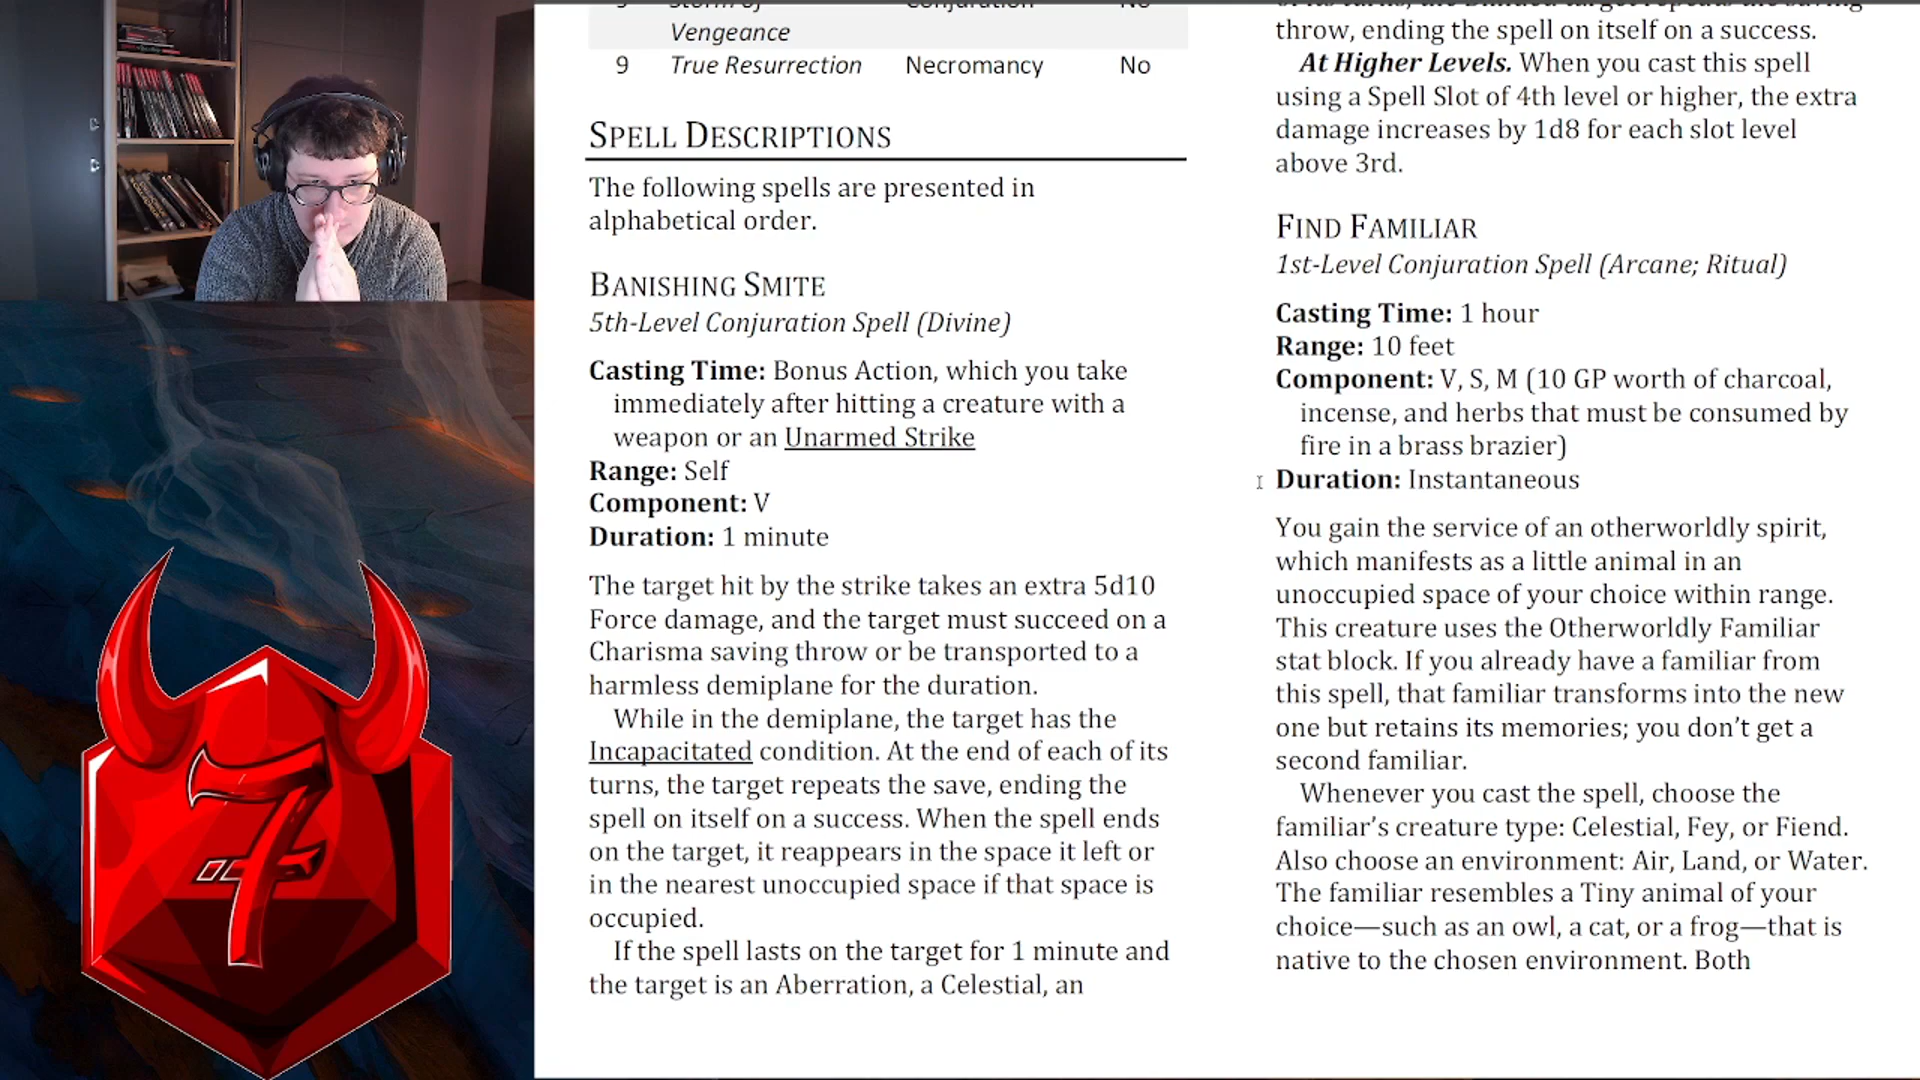 Vengeance
9 True Resurrection Necromancy No
SPELL DESCRIPTIONS
The following spells are presented in
alphabetical order.
BANISHING SMITE
5th-Level Conjuration Spell (Divine)
Casting Time: Bonus Action, which you take
immediately after hitting a creature with a
weapon or an Unarmed Strike
Range: Self
Component: V
Duration: 1 minute
The target hit by the strike takes an extra 5d10
Force damage, and the target must succeed on a
Charisma saving throw or be transported to a
harmless demiplane for the duration.
While in the demiplane, the target has the
Incapacitated condition. At the end of each of its
turns, the target repeats the save, ending the
spell on itself on a success. When the spell ends
on the target, it reappears in the space it left or
in the nearest unoccupied space if that space is
occupied.
If the spell lasts on the target for 1 minute and
the target is an Aberration, a Celestial, an
throw, ending the spell on itself on a success.
At Higher Levels. When you cast this spell
using a Spell Slot of 4th level or higher, the extra
damage increases by 1d8 for each slot level
above 3rd.
FIND FAMILIAR
1st-Level Conjuration Spell (Arcane; Ritual)
Casting Time: 1 hour
Range: 10 feet
Component: V, S, M (10 GP worth of charcoal,
incense, and herbs that must be consumed by
fire in a brass brazier)
Duration: Instantaneous
You gain the service of an otherworldly spirit,
which manifests as a little animal in an
unoccupied space of your choice within range.
This creature uses the Otherworldly Familiar
stat block. If you already have a familiar from
this spell, that familiar transforms into the new
one but retains its memories; you don’t get a
second familiar.
Whenever you cast the spell, choose the
familiar’s creature type: Celestial, Fey, or Fiend.
Also choose an environment: Air, Land, or Water.
The familiar resembles a Tiny animal of your
choice—such as an owl, a cat, or a frog—that is
native to the chosen environment. Both
7